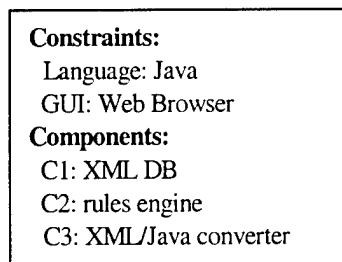 Constraints:
Language: Java
GUI: Web Browser
Components:
C1: XML DB
C2: rules engine
C3: XML/Java converter